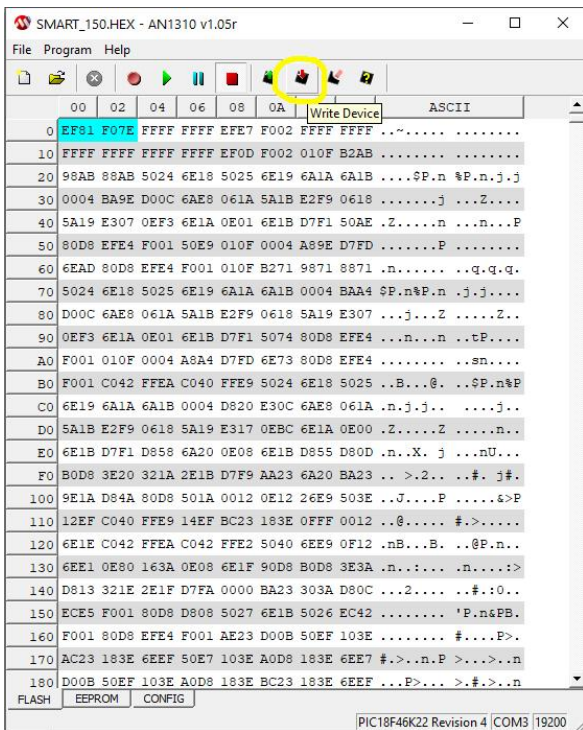 SMART_150.HEX - AN1310 v1.05r
File Program Help
00 02 04 06 08 0A ASCII
Write Device
0 EF81 F07E FFFF FFFF EFE7 F002 FFFF FFFF ..~..... ........
10 FFFF FFFF FFFF FFFF EF0D F002 010F B2AB ........ ........
20 98AB 88AB 5024 6E18 5025 6E19 6A1A 6A1B ....$P.n %P.n.j.j
30 0004 BA9E D00C 6AE8 061A 5A1B E2F9 0618 .......j ...Z....
40 5A19 E307 0EF3 6E1A 0E01 6E1B D7F1 50AE .Z.....n ...n...P
50 80D8 EFE4 F001 50E9 010F 0004 A89E D7FD .......P ........
60 6EAD 80D8 EFE4 F001 010F B271 9871 8871 .n...... ..q.q.q.
70 5024 6E18 5025 6E19 6A1A 6A1B 0004 BAA4 $P.n%P.n .j.j....
80 D00C 6AE8 061A 5A1B E2F9 0618 5A19 E307 ...j...Z .....Z..
90 0EF3 6E1A 0E01 6E1B D7F1 5074 80D8 EFE4 ...n...n ..tP....
A0 F001 010F 0004 A8A4 D7FD 6E73 80D8 EFE4 ........ ..sn....
B0 F001 C042 FFEA C040 FFE9 5024 6E18 5025 ..B...@. ..$P.n%P
C0 6E19 6A1A 6A1B 0004 D820 E30C 6AE8 061A .n.j.j.. ....j..
D0 5A1B E2F9 0618 5A19 E317 0EBC 6E1A 0E00 .Z.....Z .....n..
E0 6E1B D7F1 D858 6A20 0E08 6E1B D855 D80D .n..X. j ...nU...
F0 B0D8 3E20 321A 2E1B D7F9 AA23 6A20 BA23 .. >.2.. ..#. j#.
100 9E1A D84A 80D8 501A 0012 0E12 26E9 503E ..J....P .....&>P
110 12EF C040 FFE9 14EF BC23 183E 0FFF 0012 ..@..... #.>.....
120 6E1E C042 FFEA C042 FFE2 5040 6EE9 0F12 .nB...B. ..@P.n..
130 6EE1 0E80 163A 0E08 6E1F 90D8 B0D8 3E3A .n..:... .n....:>
140 D813 321E 2E1F D7FA 0000 BA23 303A D80C ...2.... ..#.:0..
150 ECE5 F001 80D8 D808 5027 6E1B 5026 EC42 ........ 'P.n&PB.
160 F001 80D8 EFE4 F001 AE23 D00B 50EF 103E ........ #....P>.
170 AC23 183E 6EEF 50E7 103E A0D8 183E 6EE7 #.>..n.P >...>..n
180 D00B 50EF 103E A0D8 183E BC23 183E 6EEF ...P>... >.#.>..n
FLASH EEPROM CONFIG
PIC18F46K22 Revision 4 COM3 19200